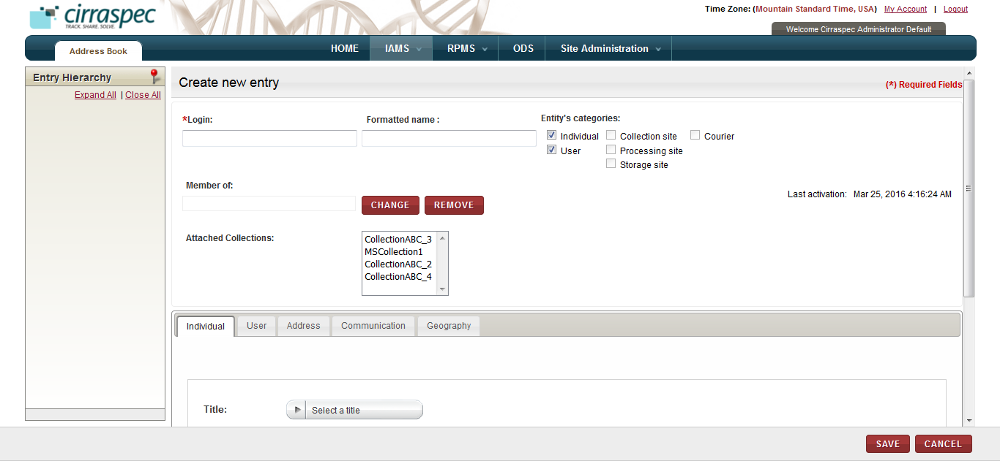 cirraspec
TRACK. SHARE. SOLVE.
Time Zone: (Mountain Standard Time, USA) My Account | Logout
Welcome Cirraspec Administrator Default
Address Book
HOME IAMS RPMS ODS Site Administration
Entry Hierarchy
Expand All | Close All
Create new entry
(*) Required Fields
*Login: Formatted name : Entity's categories:
Individual Collection site Courier
User Processing site
Storage site
Member of:
CHANGE REMOVE
Last activation: Mar 25, 2016 4:16:24 AM
Attached Collections:
CollectionABC_3
MSCollection1
CollectionABC_2
CollectionABC_4
Individual User Address Communication Geography
Title: Select a title
SAVE CANCEL